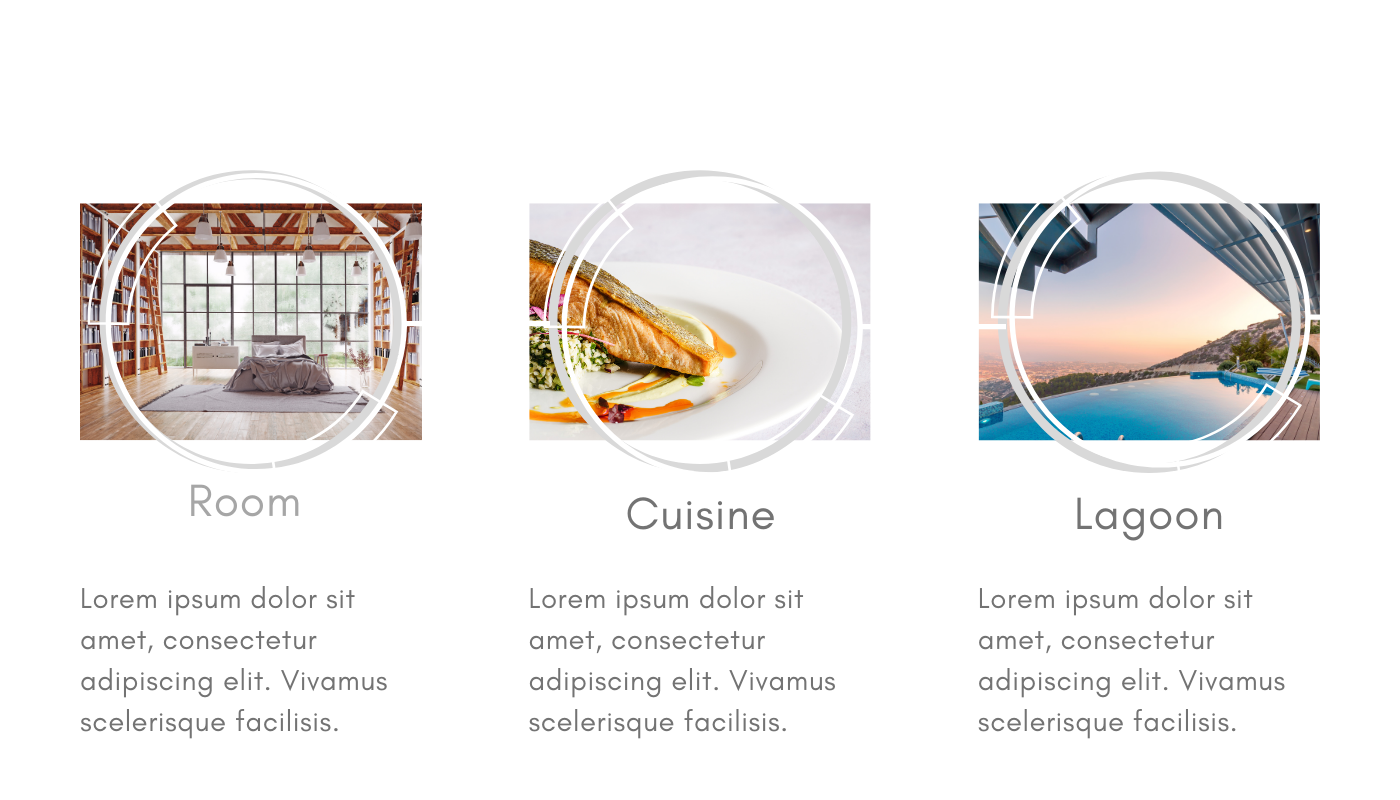 Room
Lorem ipsum dolor sit
amet, consectetur
adipiscing elit. Vivamus
scelerisque facilisis.
Cuisine
Lorem ipsum dolor sit
amet, consectetur
adipiscing elit. Vivamus
scelerisque facilisis.
Lagoon
Lorem ipsum dolor sit
amet, consectetur
adipiscing elit. Vivamus
scelerisque facilisis.